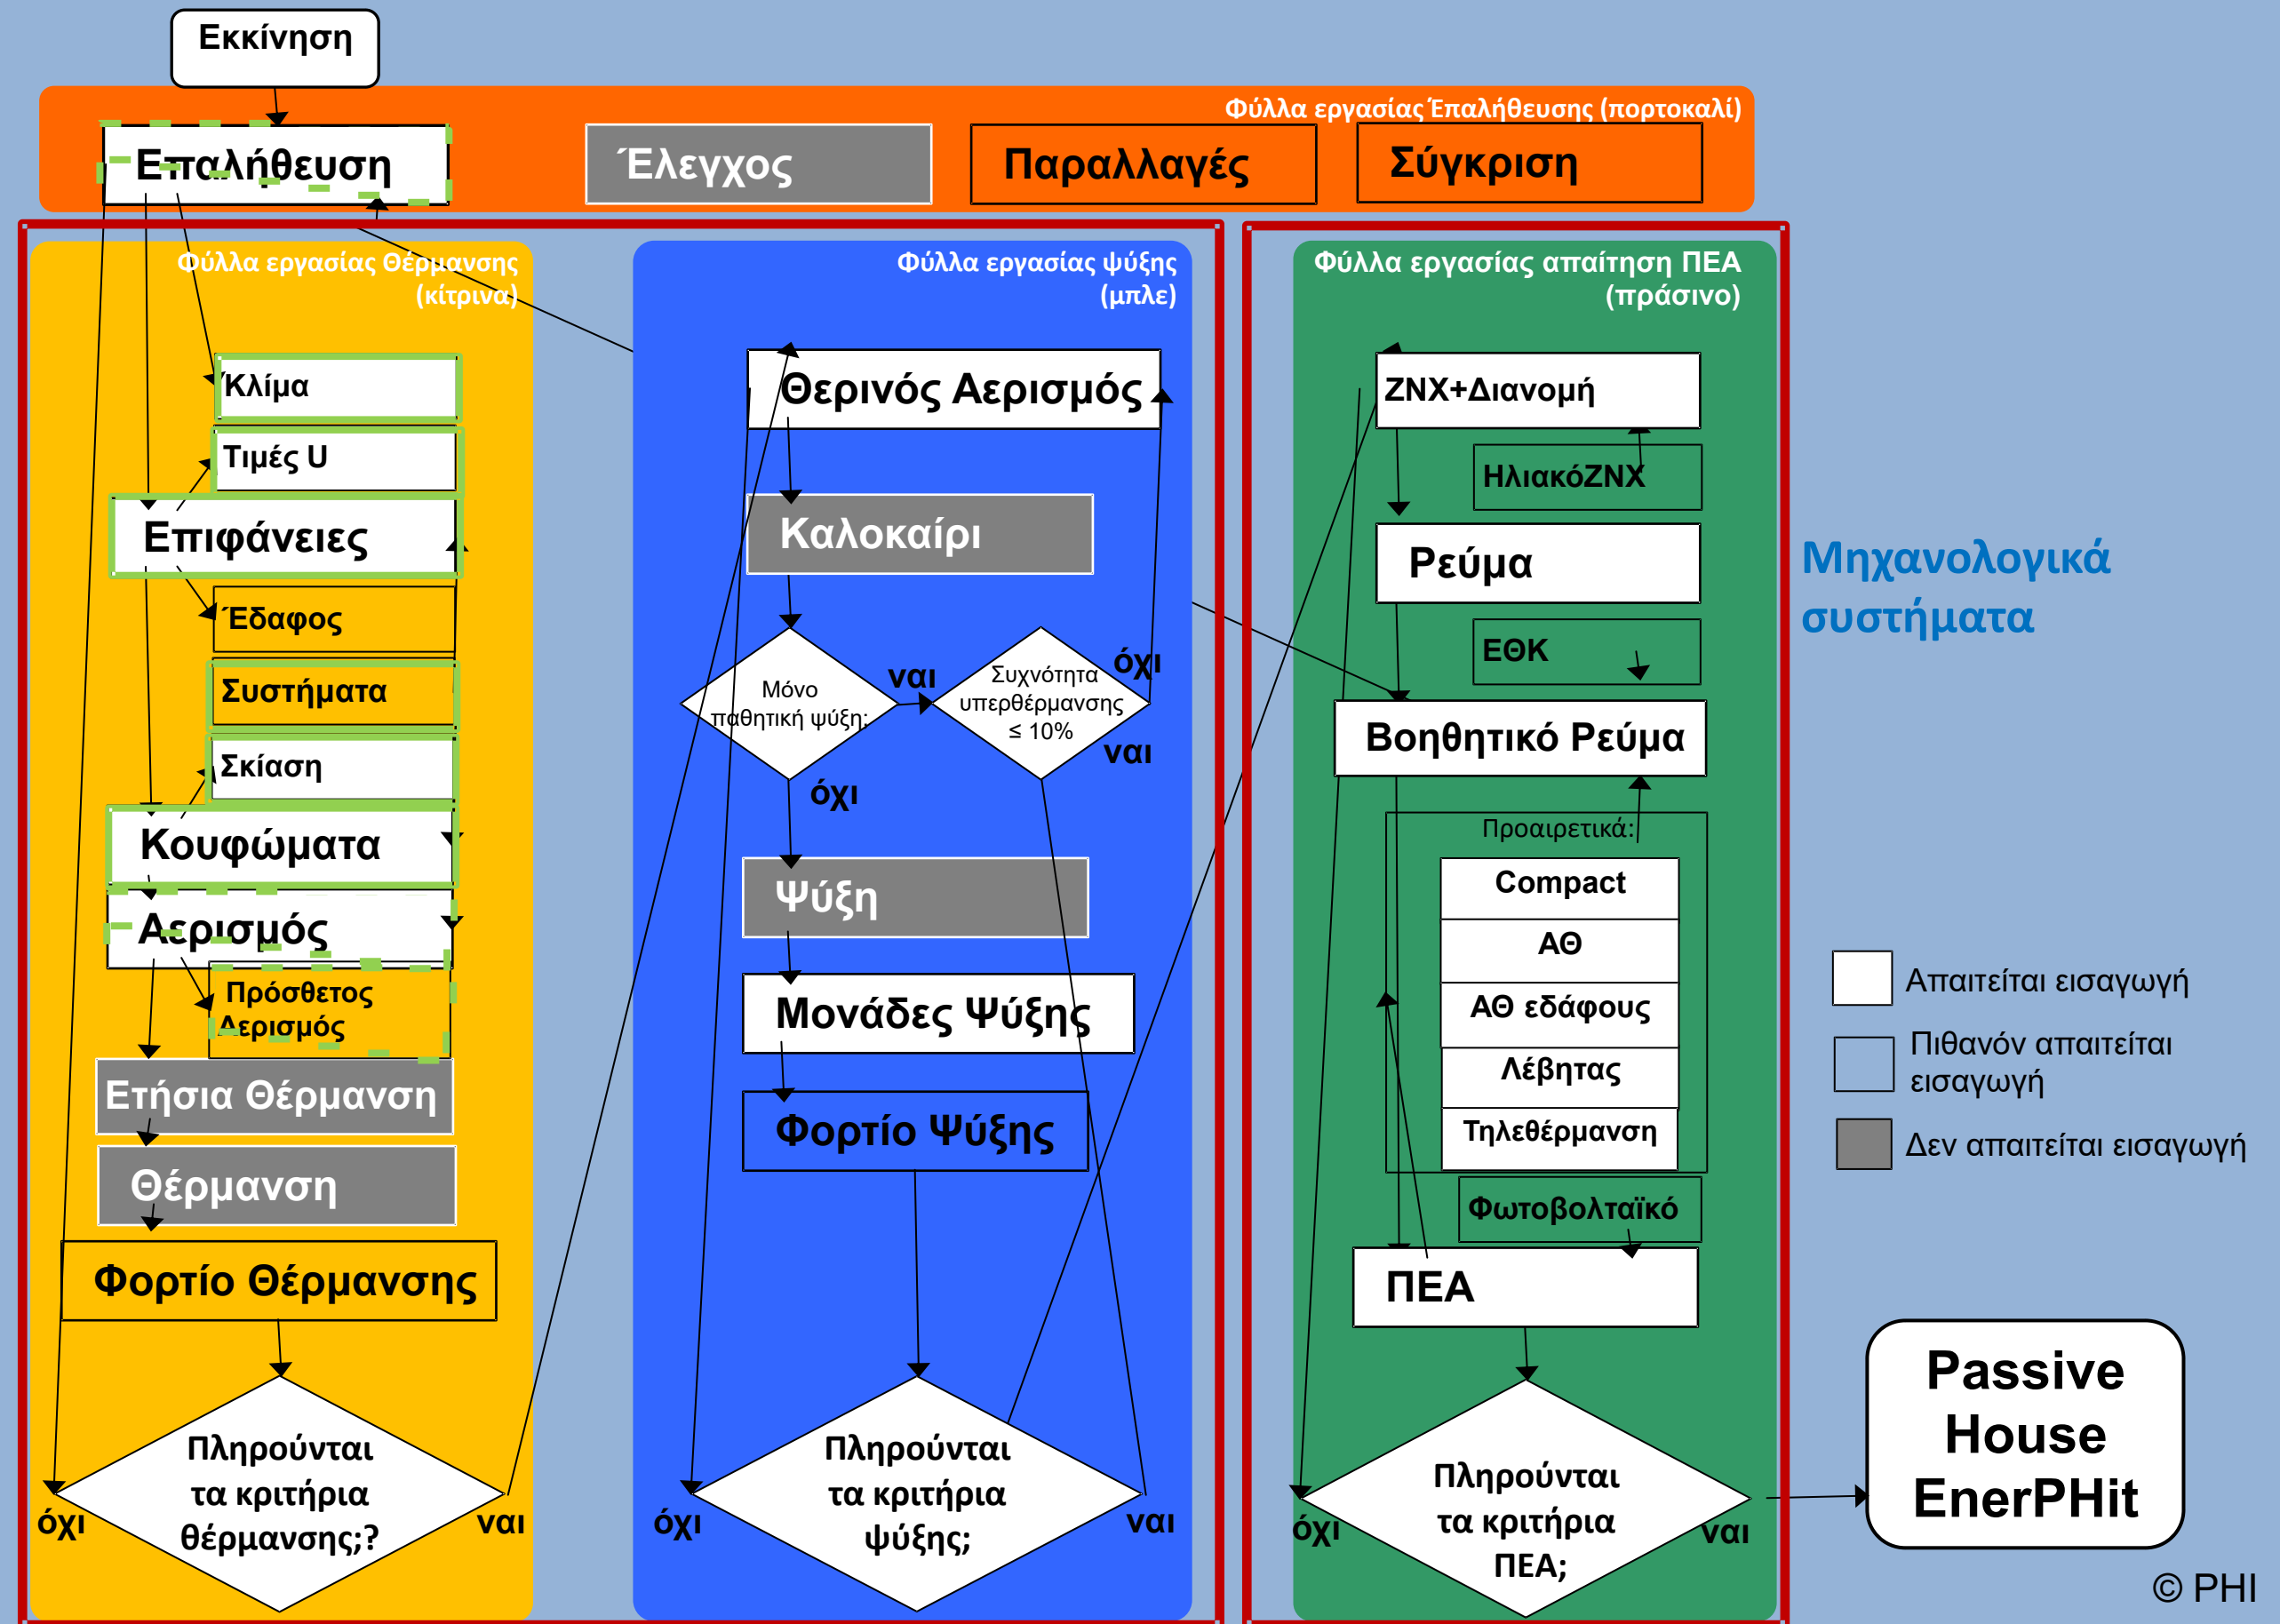 Εκκίνηση
Φύλλα εργασίας Έπαλήθευσης (πορτοκαλί)
Επαλήθευση
Έλεγχος
Παραλλαγές
Σύγκριση
Φύλλα εργασίας Θέρμανσης
(κίτρινα)
Κλίμα
Τιμές U
Επιφάνειες
Έδαφος
Συστήματα
Σκίαση
Κουφώματα
Αερισμός
Πρόσθετος
Αερισμός
Ετήσια Θέρμανση
Θέρμανση
Φορτίο Θέρμανσης
Πληρούνται
τα κριτήρια
θέρμανσης;?
όχι
ναι
Φύλλα εργασίας ψύξης
(μπλε)
Θερινός Αερισμός
Καλοκαίρι
Μόνο
παθητική ψύξη;
ναι
όχι
Συχνότητα
υπερθέρμανσης
≤ 10%
όχι
ναι
Ψύξη
Μονάδες Ψύξης
Φορτίο Ψύξης
Πληρούνται
τα κριτήρια
ψύξης;
όχι
ναι
Φύλλα εργασίας απαίτηση ΠΕΑ
(πράσινο)
ΖΝΧ+Διανομή
ΗλιακόΖΝΧ
Ρεύμα
ΕΘΚ
Βοηθητικό Ρεύμα
Προαιρετικά:
Compact
ΑΘ
ΑΘ εδάφους
Λέβητας
Τηλεθέρμανση
Φωτοβολταϊκό
ΠΕΑ
Πληρούνται
τα κριτήρια
ΠΕΑ;
όχι
ναι
Μηχανολογικά
συστήματα
Απαιτείται εισαγωγή
Πιθανόν απαιτείται
εισαγωγή
Δεν απαιτείται εισαγωγή
Passive
House
EnerPHit
© PHI